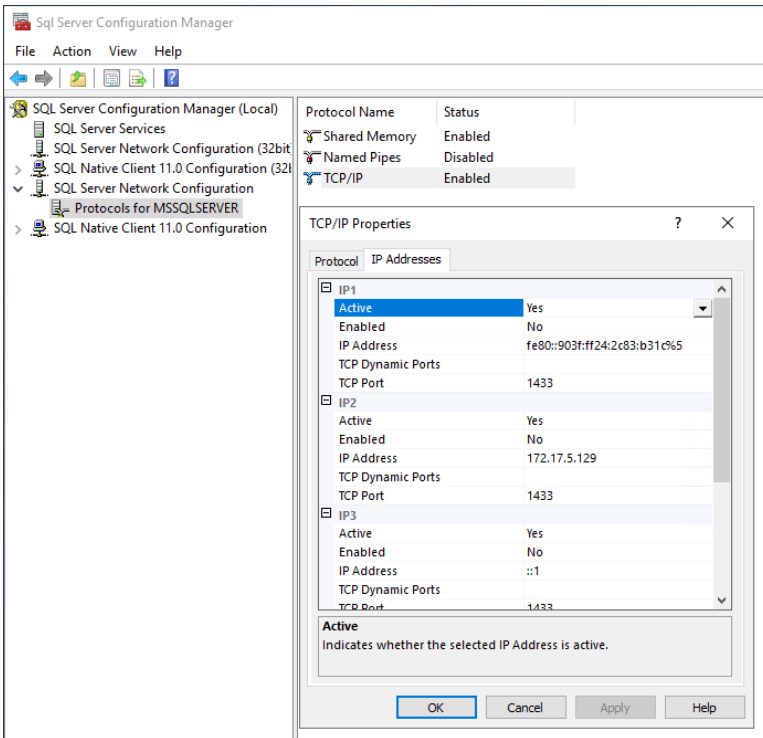 Sql Server Configuration Manager
File Action View Help
SQL Server Configuration Manager (Local)
SQL Server Services
SQL Server Network Configuration (32bit
SQL Native Client 11.0 Configuration (32b
SQL Server Network Configuration
Protocols for MSSQLSERVER
SQL Native Client 11.0 Configuration
Protocol Name Status
Shared Memory Enabled
Named Pipes Disabled
TCP/IP Enabled
TCP/IP Properties ?
Protocol IP Addresses
IP1
Active Yes
Enabled No
IP Address fe80::903f:ff24:2c83:b31c%5
TCP Dynamic Ports
TCP Port 1433
IP2
Active Yes
Enabled No
IP Address 172.17.5.129
TCP Dynamic Ports
TCP Port 1433
IP3
Active Yes
Enabled No
IP Address ::1
TCP Dynamic Ports
TCP Port 1433
Active
Indicates whether the selected IP Address is active.
OK Cancel Apply Help